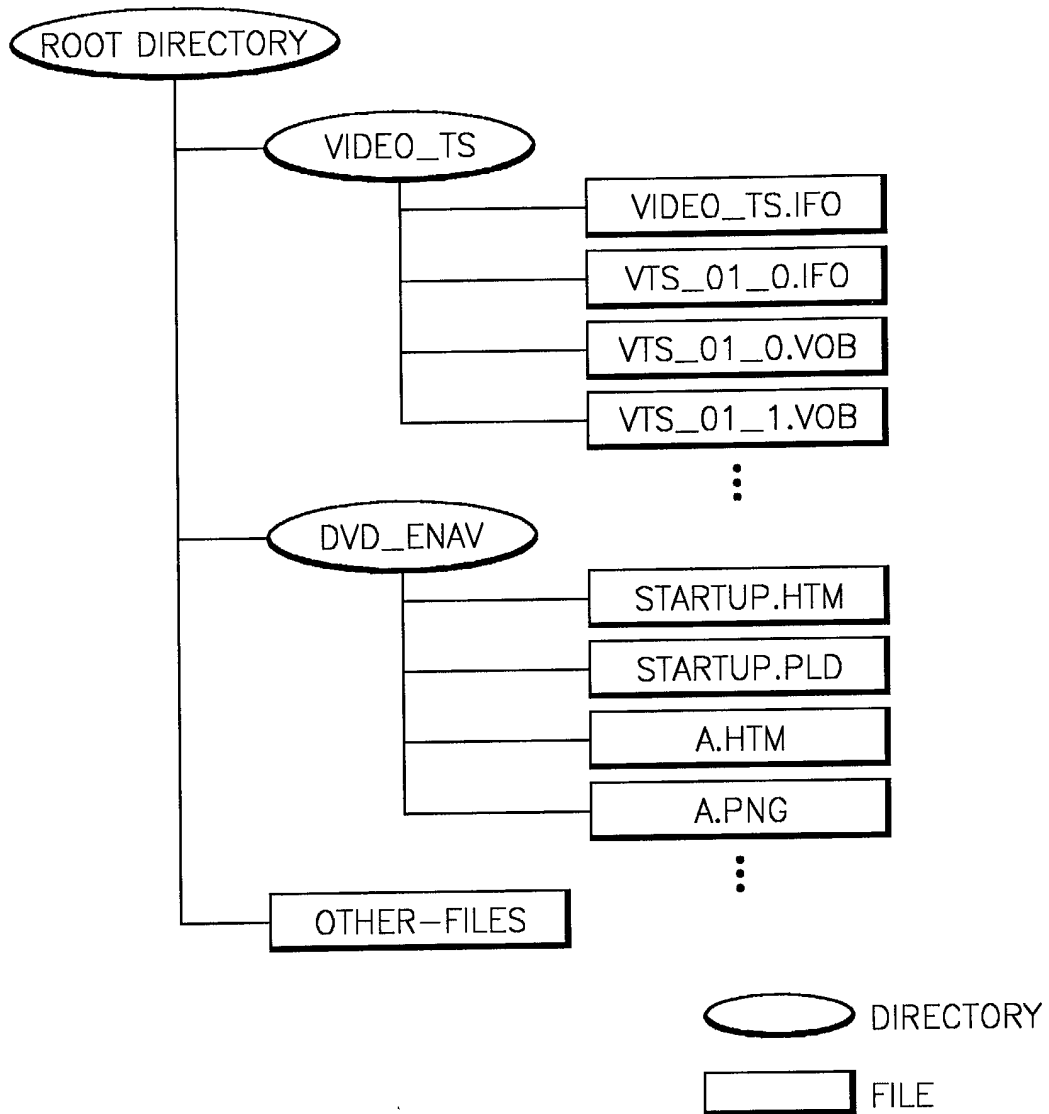 ROOT DIRECTORY
VIDEO_TS
VIDEO_TS.IFO
VTS_01_0.IFO
VTS_01_0.VOB
VTS_01_1.VOB
DVD_ENAV
STARTUP.HTM
STARTUP.PLD
A.HTM
A.PNG
OTHER-FILES
DIRECTORY
FILE